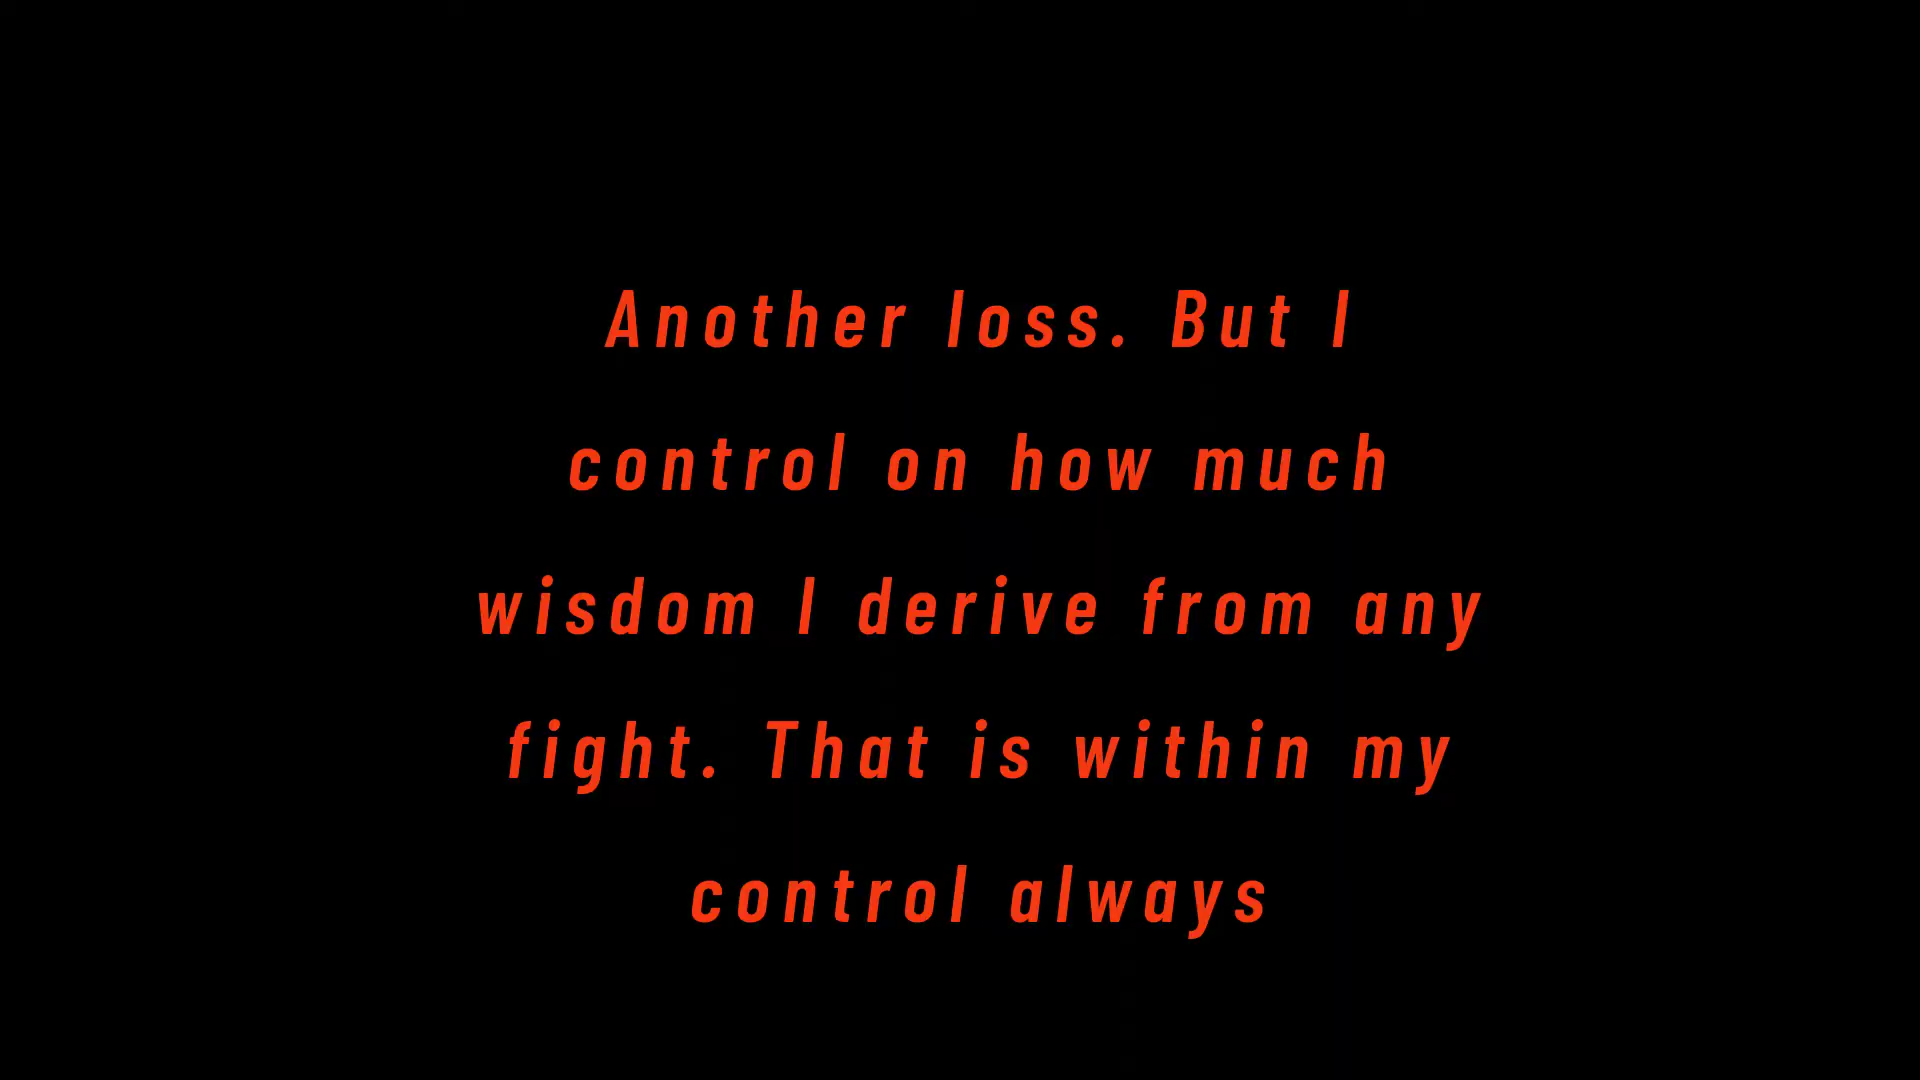 Another loss. But I
control on how much
wisdom I derive from any
fight. That is within my
control always